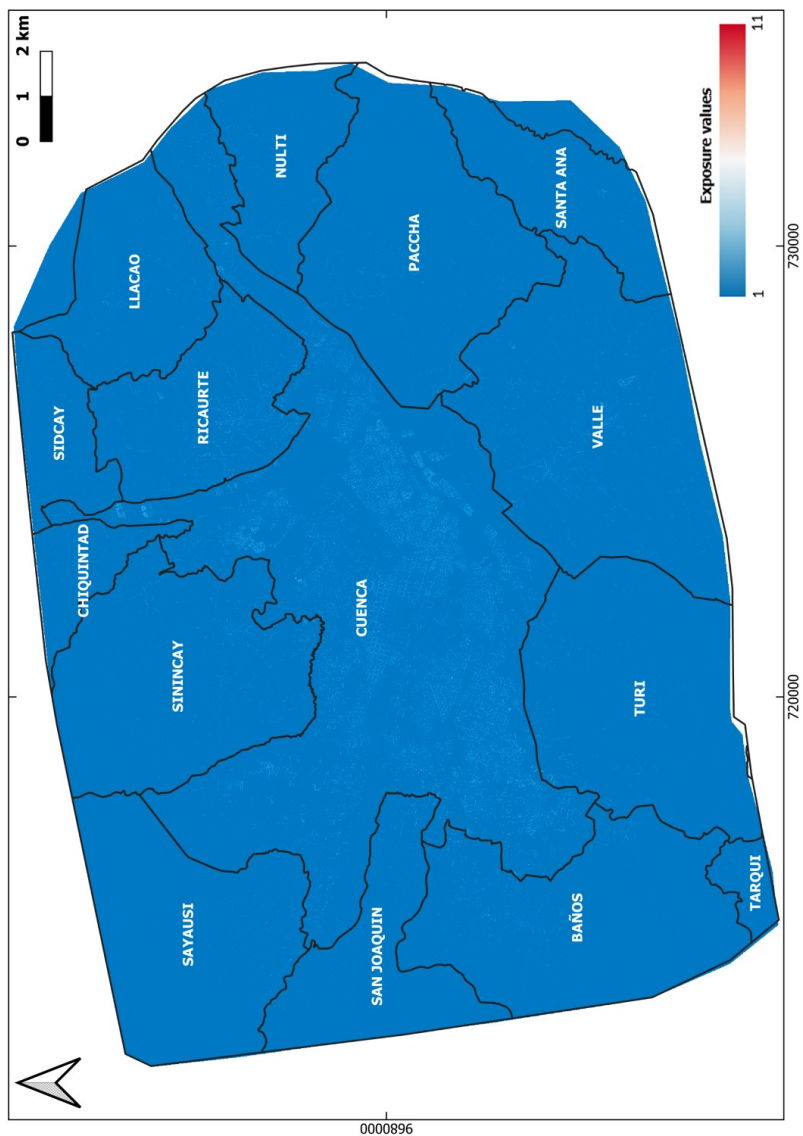 0 1 2 km
SIDCAY
CHIQUINTAD
LLACAO
SININCAY
SAYAUSI
RICAURTE
NULTI
CUENCA
SAN JOAQUIN
9680000
PACCHA
SANTA ANA
BAÑOS
VALLE
TURI
Exposure values
1 11
TARQUI
720000 730000